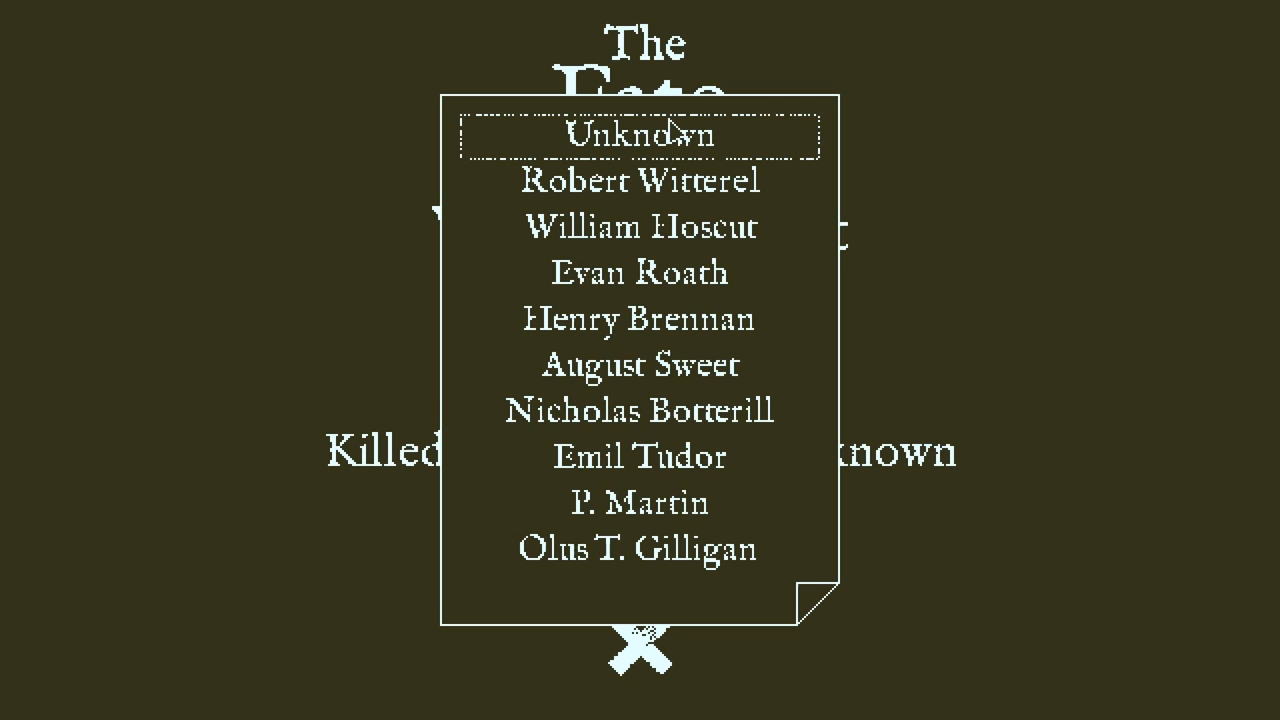 The
Fate
Unknown
Robert Witterel
William Hoscut
Evan Roath
Henry Brennan
August Sweet
Nicholas Botterill
Killed
known
Emil Tudor
P. Martin
Olus T. Gilligan